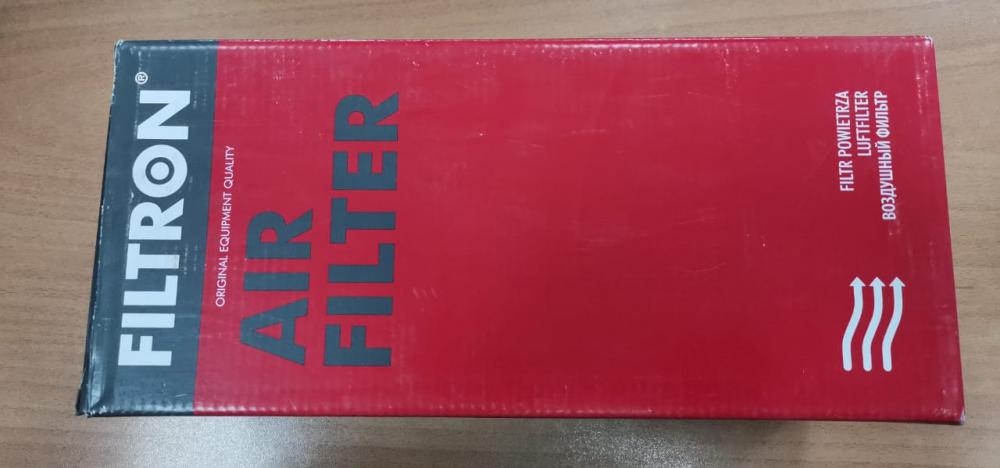 FILTRON®
ORIGINAL EQUIPMENT QUALITY
AIR
FILTER
FILTR POWIETRZA
LUFTFILTER
ВОЗДУШНЫЙ ФИЛЬТР